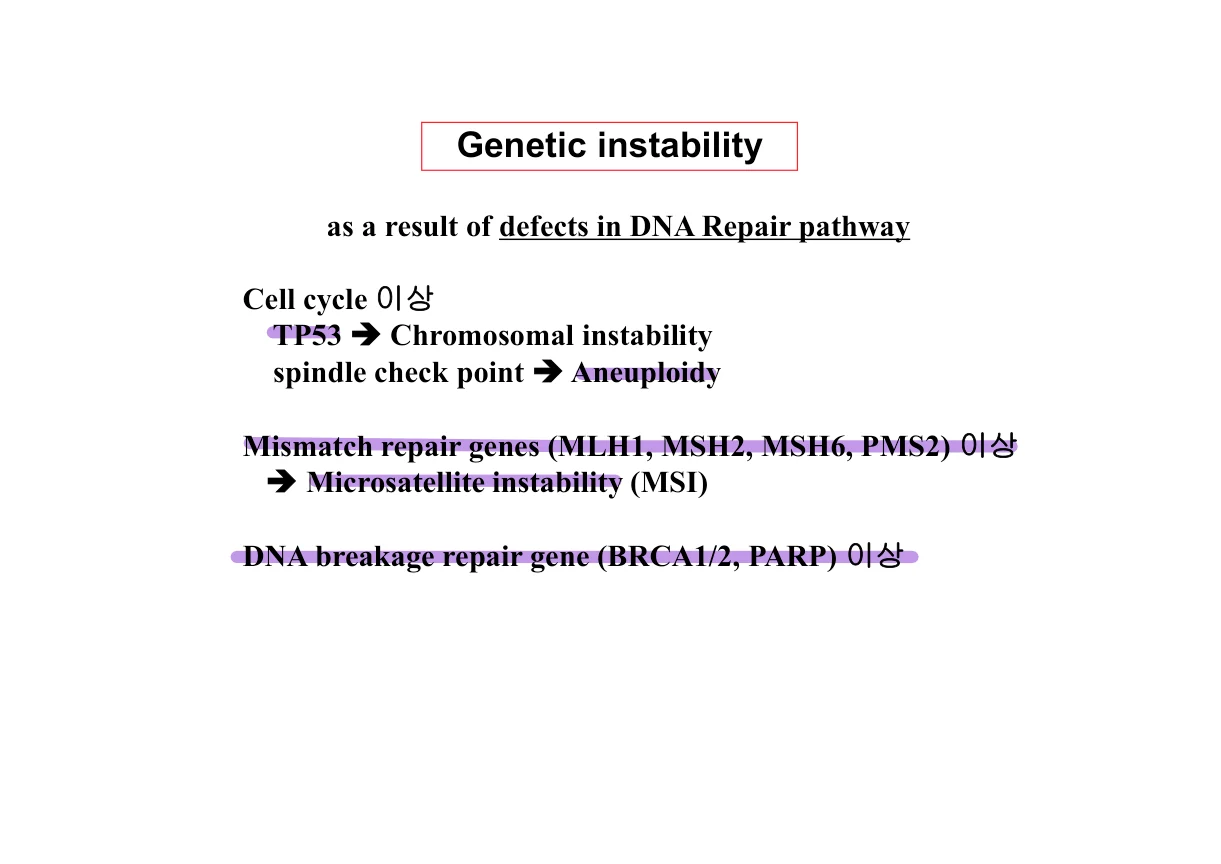 Genetic instability
as a result of defects in DNA Repair pathway
Cell cycle 이상
TP53 ➔ Chromosomal instability
spindle check point ➔ Aneuploidy
Mismatch repair genes (MLH1, MSH2, MSH6, PMS2) 이상
➔ Microsatellite instability (MSI)
DNA breakage repair gene (BRCA1/2, PARP) 이상